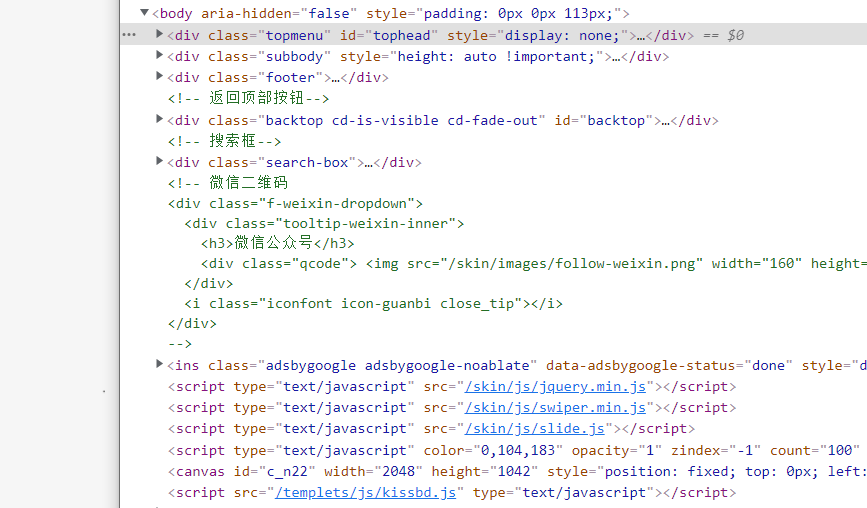 ▼<body aria-hidden="false" style="padding: 0px 0px 113px;">
••• ▶<div class="topmenu" id="tophead" style="display: none;">…</div> == $0
▶<div class="subbody" style="height: auto !important;">…</div>
▶<div class="footer">…</div>
<!-- 返回顶部按钮-->
▶<div class="backtop cd-is-visible cd-fade-out" id="backtop">…</div>
<!-- 搜索框-->
▶<div class="search-box">…</div>
<!-- 微信二维码
<div class="f-weixin-dropdown">
<div class="tooltip-weixin-inner">
<h3>微信公众号</h3>
<div class="qcode"> <img src="/skin/images/follow-weixin.png" width="160" height=
</div>
<i class="iconfont icon-guanbi close_tip"></i>
</div>
-->
▶<ins class="adsbygoogle adsbygoogle-noablate" data-adsbygoogle-status="done" style="d
<script type="text/javascript" src="/skin/js/jquery.min.js"></script>
<script type="text/javascript" src="/skin/js/swiper.min.js"></script>
<script type="text/javascript" src="/skin/js/slide.js"></script>
<script type="text/javascript" color="0,104,183" opacity="1" zindex="-1" count="100"
<canvas id="c_n22" width="2048" height="1042" style="position: fixed; top: 0px; left:
<script src="/templets/js/kissbd.js" type="text/javascript"></script>